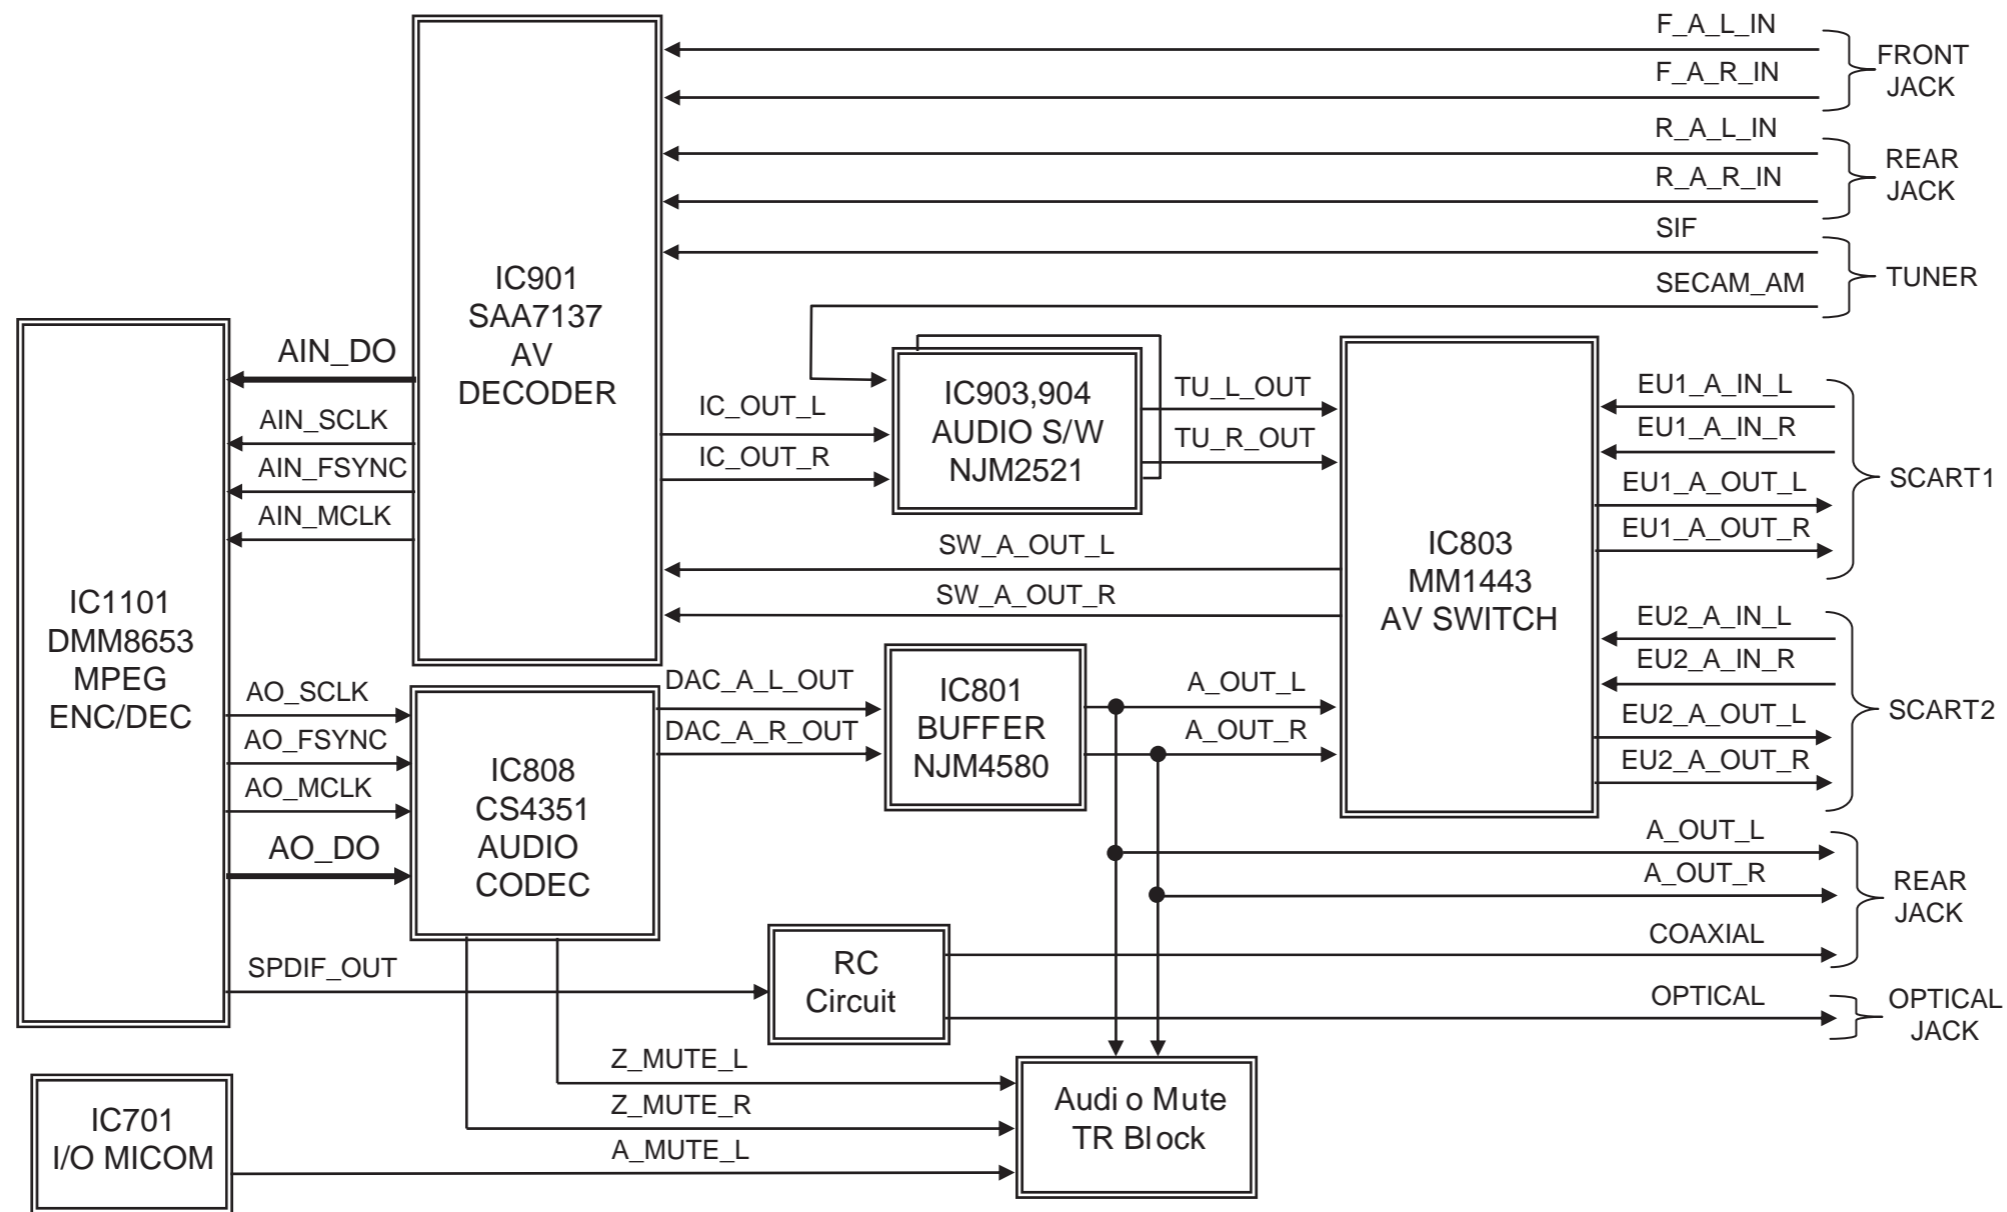 F_A_L_IN
F_A_R_IN
FRONT
JACK
R_A_L_IN
R_A_R_IN
REAR
JACK
SIF
SECAM_AM
TUNER
IC901
SAA7137
AV
DECODER
AIN_DO
AIN_SCLK
AIN_FSYNC
AIN_MCLK
IC_OUT_L
IC_OUT_R
IC903,904
AUDIO S/W
NJM2521
TU_L_OUT
TU_R_OUT
SW_A_OUT_L
SW_A_OUT_R
IC803
MM1443
AV SWITCH
EU1_A_IN_L
EU1_A_IN_R
EU1_A_OUT_L
EU1_A_OUT_R
SCART1
EU2_A_IN_L
EU2_A_IN_R
EU2_A_OUT_L
EU2_A_OUT_R
SCART2
IC1101
DMM8653
MPEG
ENC/DEC
AO_SCLK
AO_FSYNC
AO_MCLK
AO_DO
IC808
CS4351
AUDIO
CODEC
DAC_A_L_OUT
DAC_A_R_OUT
IC801
BUFFER
NJM4580
A_OUT_L
A_OUT_R
A_OUT_L
A_OUT_R
COAXIAL
REAR
JACK
SPDIF_OUT
RC
Circuit
OPTICAL
OPTICAL
JACK
Z_MUTE_L
Z_MUTE_R
A_MUTE_L
Audio Mute
TR Block
IC701
I/O MICOM